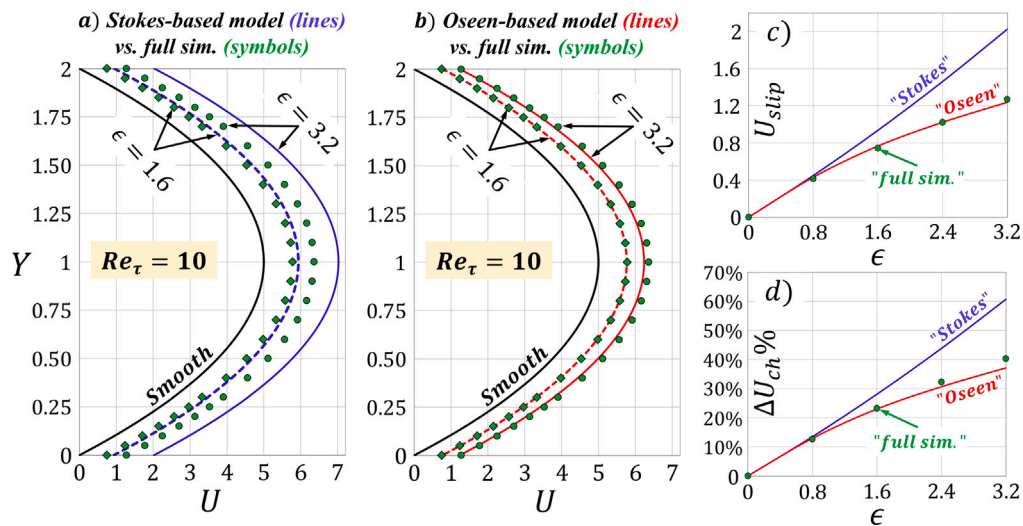 a) Stokes-based model (lines)
vs. full sim. (symbols)
2
1.75
1.50
1.25
Y
1
0.75
0.50
0.25
0
ϵ = 1.6
ϵ = 3.2
Re_τ = 10
Smooth
0 1 2 3 4 5 6 7
U
b) Oseen-based model (lines)
vs. full sim. (symbols)
2
1.75
1.50
1.25
1
0.75
0.50
0.25
0
ϵ = 1.6
ϵ = 3.2
Re_τ = 10
Smooth
0 1 2 3 4 5 6 7
U
c)
2
1.6
1.2
0.8
0.4
0
U_slip
"Stokes"
"Oseen"
"full sim."
0 0.8 1.6 2.4 3.2
ϵ
d)
70%
60%
50%
40%
30%
20%
10%
0
ΔU_ch%
"Stokes"
"Oseen"
"full sim."
0 0.8 1.6 2.4 3.2
ϵ